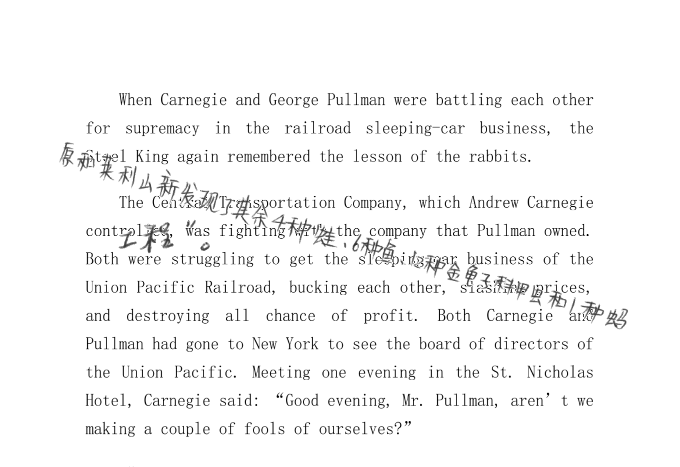 When Carnegie and George Pullman were battling each other
for supremacy in the railroad sleeping-car business, the
Steel King again remembered the lesson of the rabbits.
The Central Transportation Company, which Andrew Carnegie
controlled, was fighting with the company that Pullman owned.
Both were struggling to get the sleeping-car business of the
Union Pacific Railroad, bucking each other, slashing prices,
and destroying all chance of profit. Both Carnegie and
Pullman had gone to New York to see the board of directors of
the Union Pacific. Meeting one evening in the St. Nicholas
Hotel, Carnegie said: “Good evening, Mr. Pullman, aren’t we
making a couple of fools of ourselves?”
原和英利山新发现了其余4种蛙、6种鱼、 种金龟子科甲虫和1种蚂
工程”。